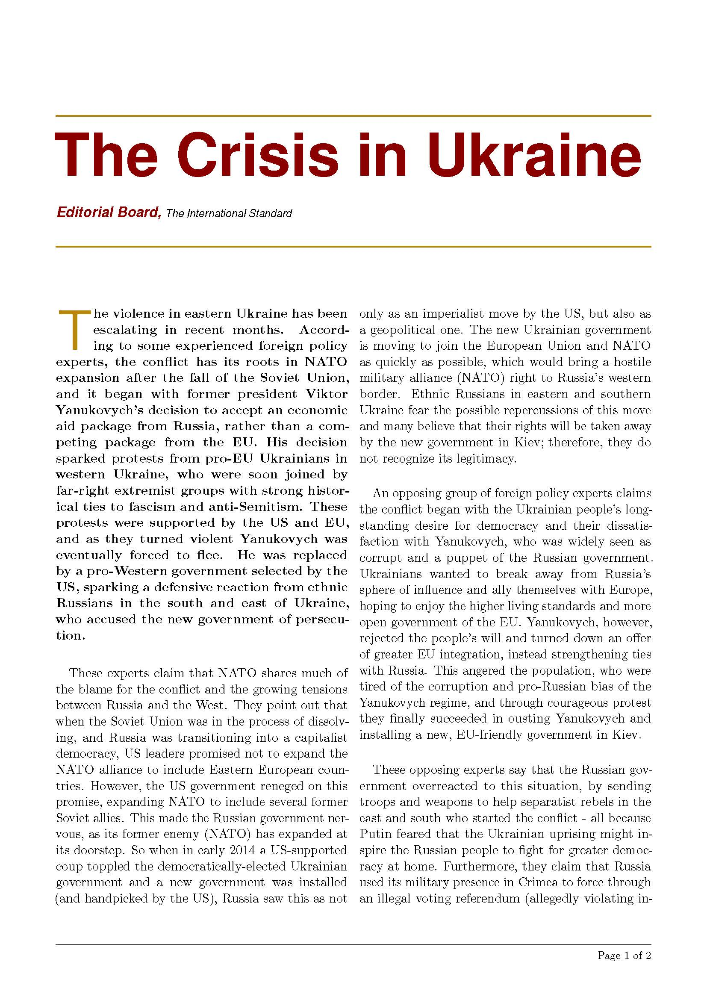 The Crisis in Ukraine
Editorial Board, The International Standard
The violence in eastern Ukraine has been
escalating in recent months. Accord-
ing to some experienced foreign policy
experts, the conflict has its roots in NATO
expansion after the fall of the Soviet Union,
and it began with former president Viktor
Yanukovych's decision to accept an economic
aid package from Russia, rather than a com-
peting package from the EU. His decision
sparked protests from pro-EU Ukrainians in
western Ukraine, who were soon joined by
far-right extremist groups with strong histor-
ical ties to fascism and anti-Semitism. These
protests were supported by the US and EU,
and as they turned violent Yanukovych was
eventually forced to flee. He was replaced
by a pro-Western government selected by the
US, sparking a defensive reaction from ethnic
Russians in the south and east of Ukraine,
who accused the new government of persecu-
tion.
These experts claim that NATO shares much of
the blame for the conflict and the growing tensions
between Russia and the West. They point out that
when the Soviet Union was in the process of dissolv-
ing, and Russia was transitioning into a capitalist
democracy, US leaders promised not to expand the
NATO alliance to include Eastern European coun-
tries. However, the US government reneged on this
promise, expanding NATO to include several former
Soviet allies. This made the Russian government ner-
vous, as its former enemy (NATO) has expanded at
its doorstep. So when in early 2014 a US-supported
coup toppled the democratically-elected Ukrainian
government and a new government was installed
(and handpicked by the US), Russia saw this as not
only as an imperialist move by the US, but also as
a geopolitical one. The new Ukrainian government
is moving to join the European Union and NATO
as quickly as possible, which would bring a hostile
military alliance (NATO) right to Russia's western
border. Ethnic Russians in eastern and southern
Ukraine fear the possible repercussions of this move
and many believe that their rights will be taken away
by the new government in Kiev; therefore, they do
not recognize its legitimacy.
An opposing group of foreign policy experts claims
the conflict began with the Ukrainian people's long-
standing desire for democracy and their dissatis-
faction with Yanukovych, who was widely seen as
corrupt and a puppet of the Russian government.
Ukrainians wanted to break away from Russia's
sphere of influence and ally themselves with Europe,
hoping to enjoy the higher living standards and more
open government of the EU. Yanukovych, however,
rejected the people's will and turned down an offer
of greater EU integration, instead strengthening ties
with Russia. This angered the population, who were
tired of the corruption and pro-Russian bias of the
Yanukovych regime, and through courageous protest
they finally succeeded in ousting Yanukovych and
installing a new, EU-friendly government in Kiev.
These opposing experts say that the Russian gov-
ernment overreacted to this situation, by sending
troops and weapons to help separatist rebels in the
east and south who started the conflict - all because
Putin feared that the Ukrainian uprising might in-
spire the Russian people to fight for greater democ-
racy at home. Furthermore, they claim that Russia
used its military presence in Crimea to force through
an illegal voting referendum (allegedly violating in-
Page 1 of 2